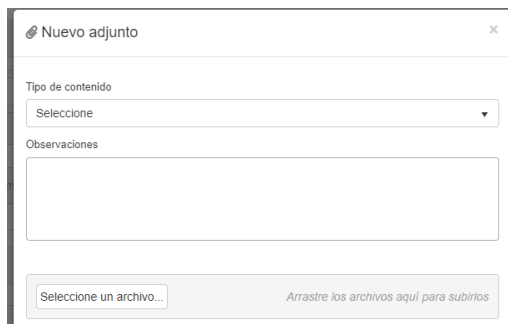 Nuevo adjunto
×
Tipo de contenido
Seleccione
Observaciones
Seleccione un archivo...
Arrastre los archivos aquí para subirlos